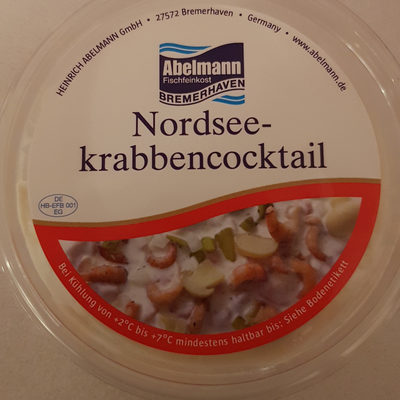 HEINRICH ABELMANN GmbH • 27572 Bremerhaven • Germany • www.abelmann.de
Abelmann
Fischfeinkost
BREMERHAVEN
Nordsee-
krabbencocktail
DE
HB-EFB 001
EG
Bei Kühlung von +2°C bis +7°C mindestens haltbar bis: Siehe Bodenetikett